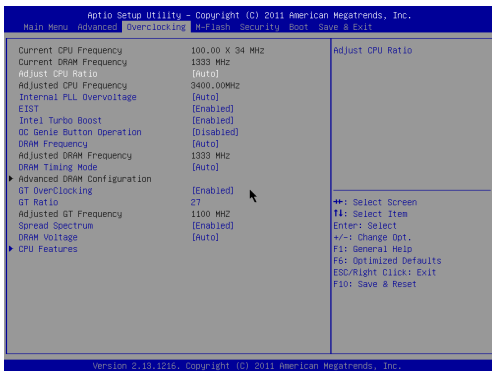 Aptio Setup Utility – Copyright (C) 2011 American Megatrends, Inc.
Main Menu Advanced Overclocking M-Flash Security Boot Save & Exit
Current CPU Frequency 100.00 X 34 MHz
Current DRAM Frequency 1333 MHz
Adjust CPU Ratio [Auto]
Adjusted CPU Frequency 3400.00MHz
Internal PLL Overvoltage [Auto]
EIST [Enabled]
Intel Turbo Boost [Enabled]
OC Genie Button Operation [Disabled]
DRAM Frequency [Auto]
Adjusted DRAM Frequency 1333 MHz
DRAM Timing Mode [Auto]
Advanced DRAM Configuration
GT OverClocking [Enabled]
GT Ratio 27
Adjusted GT Frequency 1100 MHZ
Spread Spectrum [Enabled]
DRAM Voltage [Auto]
CPU Features
Adjust CPU Ratio
→←: Select Screen
↑↓: Select Item
Enter: Select
+/-: Change Opt.
F1: General Help
F6: Optimized Defaults
ESC/Right Click: Exit
F10: Save & Reset
Version 2.13.1216. Copyright (C) 2011 American Megatrends, Inc.